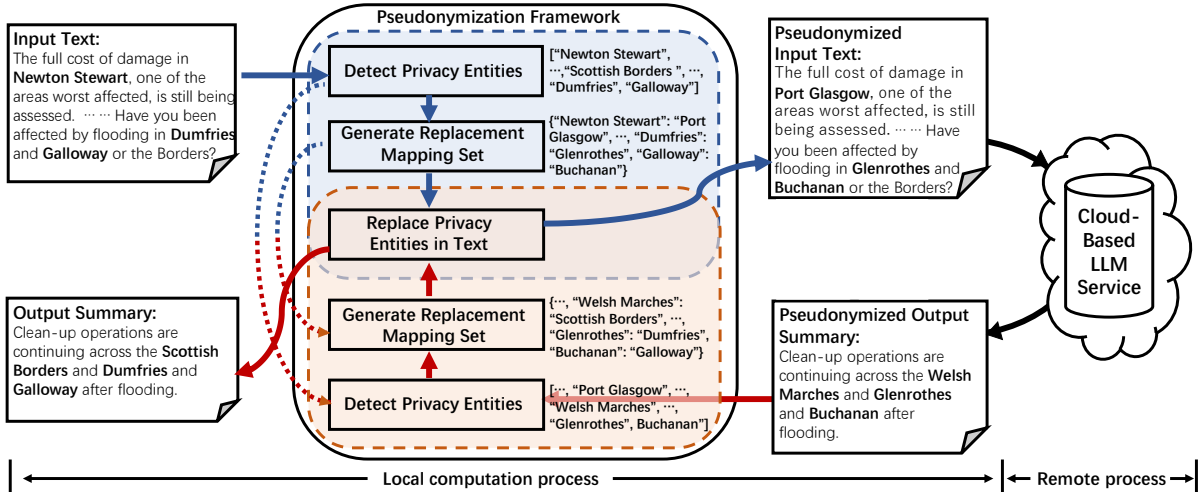 Pseudonymization Framework
Input Text:
The full cost of damage in
Newton Stewart, one of the
areas worst affected, is still being
assessed. ⋯ ⋯ Have you been
affected by flooding in Dumfries
and Galloway or the Borders?
Detect Privacy Entities
["Newton Stewart",
⋯,"Scottish Borders ", ⋯,
"Dumfries", "Galloway"]
Generate Replacement
Mapping Set
{"Newton Stewart": "Port
Glasgow", ⋯, "Dumfries":
"Glenrothes", "Galloway":
"Buchanan"}
Replace Privacy
Entities in Text
Pseudonymized
Input Text:
The full cost of damage in
Port Glasgow, one of the
areas worst affected, is still
being assessed. ⋯ ⋯ Have
you been affected by
flooding in Glenrothes and
Buchanan or the Borders?
Cloud-
Based
LLM
Service
Output Summary:
Clean-up operations are
continuing across the Scottish
Borders and Dumfries and
Galloway after flooding.
Generate Replacement
Mapping Set
{⋯, "Welsh Marches":
"Scottish Borders", ⋯,
"Glenrothes": "Dumfries",
"Buchanan": "Galloway"}
Detect Privacy Entities
[⋯, "Port Glasgow", ⋯,
"Welsh Marches", ⋯,
"Glenrothes", Buchanan"]
Pseudonymized Output
Summary:
Clean-up operations are
continuing across the Welsh
Marches and Glenrothes
and Buchanan after
flooding.
Local computation process
Remote process